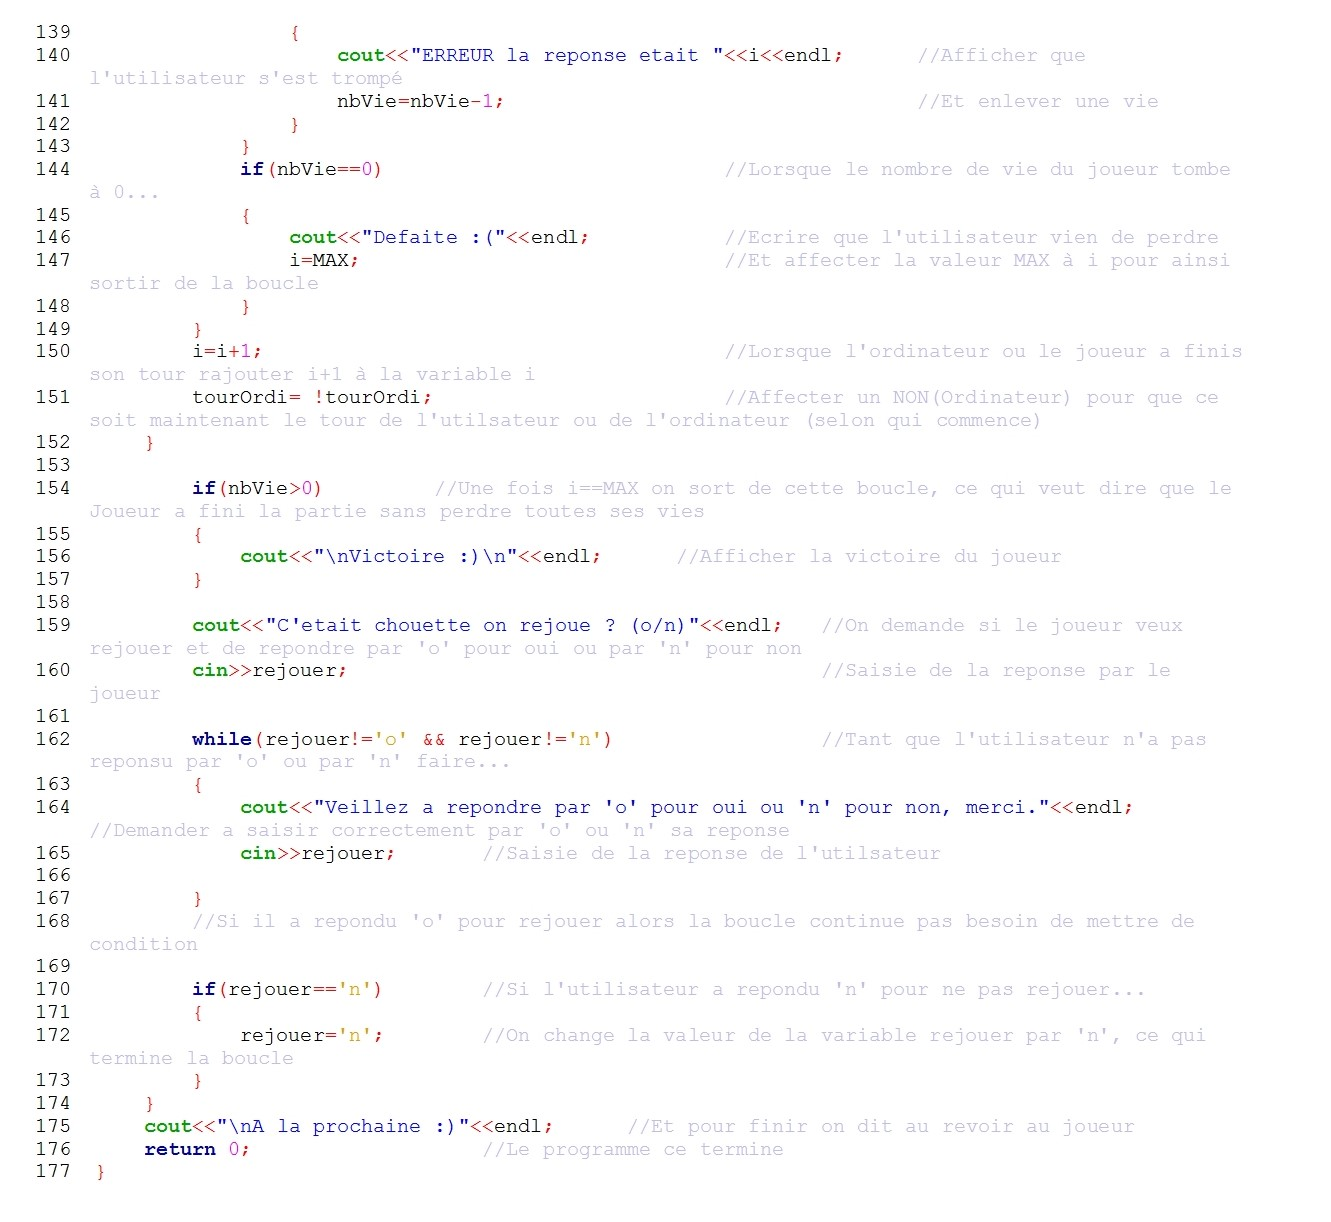 139 {
140 cout<<"ERREUR la reponse etait "<<i<<endl; //Afficher que
l'utilisateur s'est trompé
141 nbVie=nbVie-1; //Et enlever une vie
142 }
143 }
144 if(nbVie==0) //Lorsque le nombre de vie du joueur tombe
à 0...
145 {
146 cout<<"Defaite :("<<endl; //Ecrire que l'utilisateur vien de perdre
147 i=MAX; //Et affecter la valeur MAX à i pour ainsi
sortir de la boucle
148 }
149 }
150 i=i+1; //Lorsque l'ordinateur ou le joueur a finis
son tour rajouter i+1 à la variable i
151 tourOrdi= !tourOrdi; //Affecter un NON(Ordinateur) pour que ce
soit maintenant le tour de l'utilsateur ou de l'ordinateur (selon qui commence)
152 }
153
154 if(nbVie>0) //Une fois i==MAX on sort de cette boucle, ce qui veut dire que le
Joueur a fini la partie sans perdre toutes ses vies
155 {
156 cout<<"\nVictoire :)\n"<<endl; //Afficher la victoire du joueur
157 }
158
159 cout<<"C'etait chouette on rejoue ? (o/n)"<<endl; //On demande si le joueur veux
rejouer et de repondre par 'o' pour oui ou par 'n' pour non
160 cin>>rejouer; //Saisie de la reponse par le
joueur
161
162 while(rejouer!='o' && rejouer!='n') //Tant que l'utilisateur n'a pas
reponsu par 'o' ou par 'n' faire...
163 {
164 cout<<"Veillez a repondre par 'o' pour oui ou 'n' pour non, merci."<<endl;
//Demander a saisir correctement par 'o' ou 'n' sa reponse
165 cin>>rejouer; //Saisie de la reponse de l'utilsateur
166
167 }
168 //Si il a repondu 'o' pour rejouer alors la boucle continue pas besoin de mettre de
condition
169
170 if(rejouer=='n') //Si l'utilisateur a repondu 'n' pour ne pas rejouer...
171 {
172 rejouer='n'; //On change la valeur de la variable rejouer par 'n', ce qui
termine la boucle
173 }
174 }
175 cout<<"\nA la prochaine :)"<<endl; //Et pour finir on dit au revoir au joueur
176 return 0; //Le programme ce termine
177 }